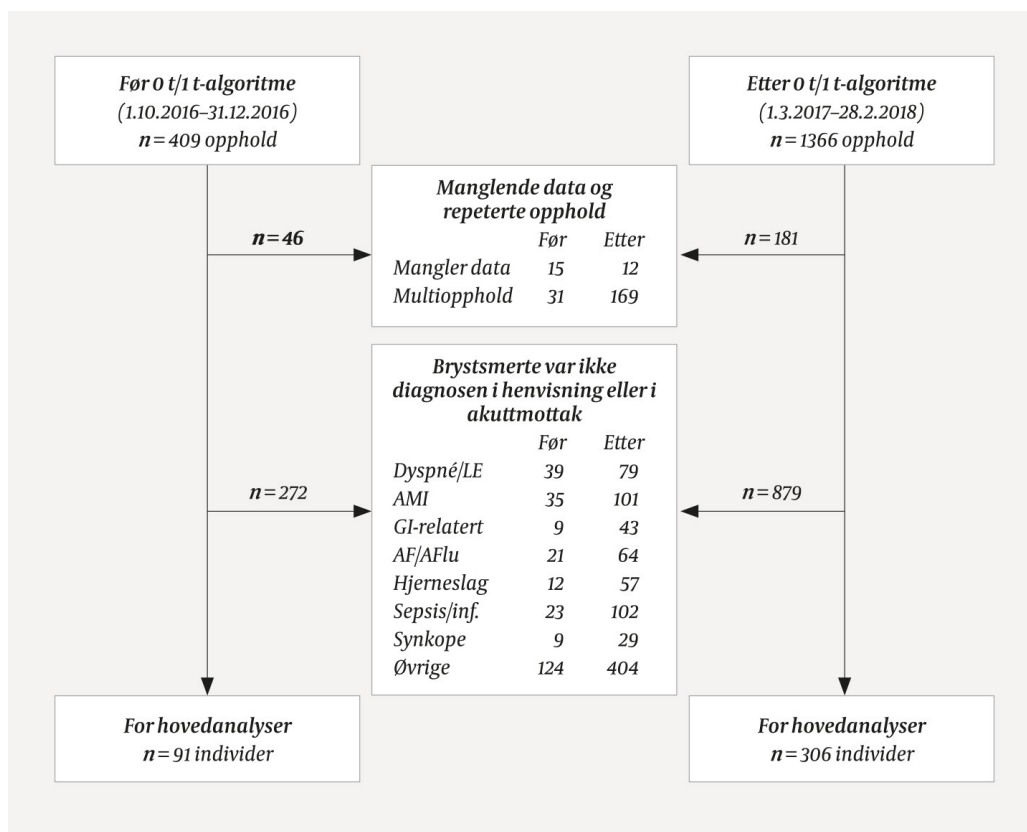 Før 0 t/1 t-algoritme
(1.10.2016–31.12.2016)
n = 409 opphold
Etter 0 t/1 t-algoritme
(1.3.2017–28.2.2018)
n = 1366 opphold
Manglende data og
repeterte opphold
Før Etter
Mangler data 15 12
Multiopphold 31 169
n = 46
n = 181
Brystsmerte var ikke
diagnosen i henvisning eller i
akuttmottak
Før Etter
Dyspné/LE 39 79
AMI 35 101
GI-relatert 9 43
AF/AFlu 21 64
Hjerneslag 12 57
Sepsis/inf. 23 102
Synkope 9 29
Øvrige 124 404
n = 272
n = 879
For hovedanalyser
n = 91 individer
For hovedanalyser
n = 306 individer